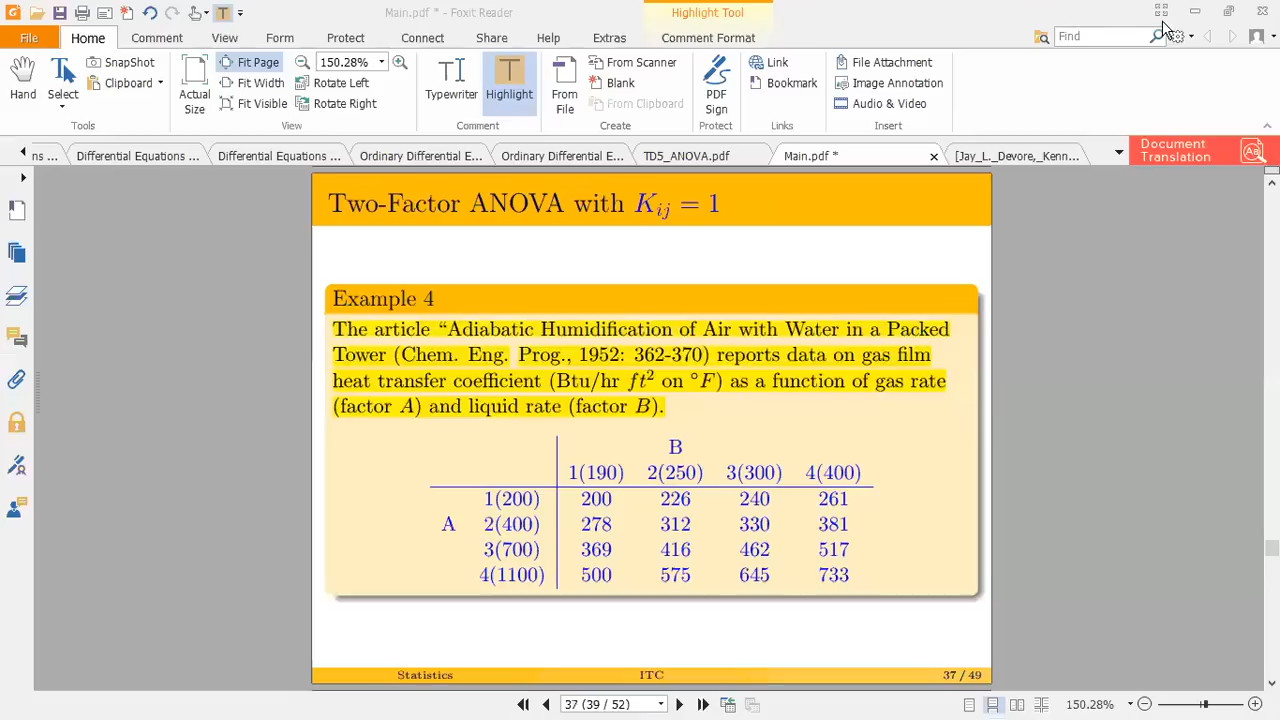 Main.pdf * - Foxit Reader
Highlight Tool
File Home Comment View Form Protect Connect Share Help Extras Comment Format
Find
Hand
Select
SnapShot
Clipboard
Tools
Actual Size
Fit Page
Fit Width
Fit Visible
150.28%
Rotate Left
Rotate Right
View
Typewriter
Highlight
Comment
From File
From Scanner
Blank
From Clipboard
Create
PDF Sign
Protect
Link
Bookmark
Links
File Attachment
Image Annotation
Audio & Video
Insert
ns ... Differential Equations ... Differential Equations ... Ordinary Differential E... Ordinary Differential E... TD5_ANOVA.pdf Main.pdf * [Jay_L._Devore,_Kenn...
Document Translation
Two-Factor ANOVA with K_{ij} = 1
Example 4
The article “Adiabatic Humidification of Air with Water in a Packed
Tower (Chem. Eng. Prog., 1952: 362-370) reports data on gas film
heat transfer coefficient (Btu/hr ft² on °F) as a function of gas rate
(factor A) and liquid rate (factor B).
B
1(190) 2(250) 3(300) 4(400)
1(200) 200 226 240 261
A 2(400) 278 312 330 381
3(700) 369 416 462 517
4(1100) 500 575 645 733
Statistics ITC 37 / 49
37 (39 / 52) 150.28%